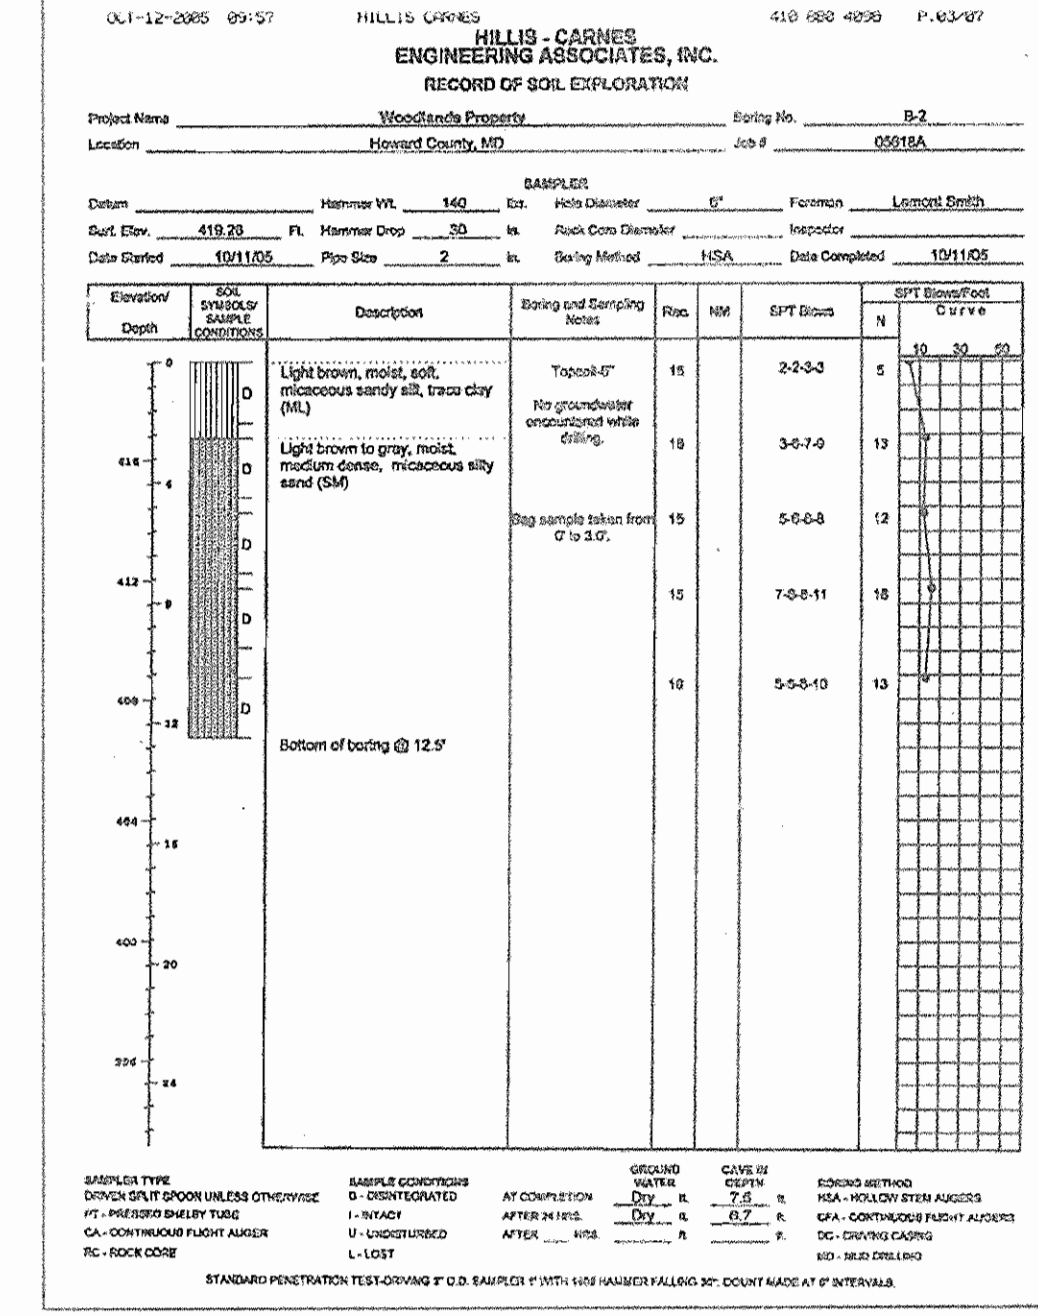 OCT-12-2005 09:57 HILLIS CARNES 410 880 4098 P.03/07
HILLIS - CARNES
ENGINEERING ASSOCIATES, INC.
RECORD OF SOIL EXPLORATION
Project Name Woodlands Property Boring No. B-2
Location Howard County, MD Job # 05618A
SAMPLER
Datum Hammer Wt. 140 Lbs. Hole Diameter 6" Foreman Lamont Smith
Surf. Elev. 419.28 Ft. Hammer Drop 30 In. Rock Core Diameter Inspector
Date Started 10/11/05 Pipe Size 2 In. Boring Method HSA Date Completed 10/11/05
Elevation/ Depth SOIL SYMBOLS/ SAMPLE CONDITIONS Description Boring and Sampling Notes Rec. NM SPT Blows SPT Blows/Foot
N Curve
10 30 50
0 Light brown, moist, soft, Topsoil-6" 15 2-2-3-3 5
D micaceous sandy silt, trace clay
(ML) No groundwater
encountered while
drilling.
Light brown to gray, moist, 18 3-6-7-9 13
416 D medium dense, micaceous silty
4 sand (SM)
Bag sample taken from 15 5-6-6-8 12
D 0' to 3.0'.
412
15 7-8-8-11 16
D
408 13
D
12
Bottom of boring @ 12.5'
404
16
400
20
396
24
SAMPLER TYPE SAMPLE CONDITIONS GROUND WATER CAVE IN DEPTH BORING METHOD
DRIVEN SPLIT SPOON UNLESS OTHERWISE D - DISINTEGRATED AT COMPLETION Dry ft. 7.5 ft. HSA - HOLLOW STEM AUGERS
PT - PRESSED SHELBY TUBE I - INTACT AFTER 24 HRS. Dry ft. 6.7 ft. CFA - CONTINUOUS FLIGHT AUGERS
CA - CONTINUOUS FLIGHT AUGER U - UNDISTURBED AFTER HRS. ft. ft. DC - DRIVING CASING
RC - ROCK CORE L - LOST MD - MUD DRILLING
STANDARD PENETRATION TEST-DRIVING 2" O.D. SAMPLER 1' WITH 140# HAMMER FALLING 30": COUNT MADE AT 6" INTERVALS.